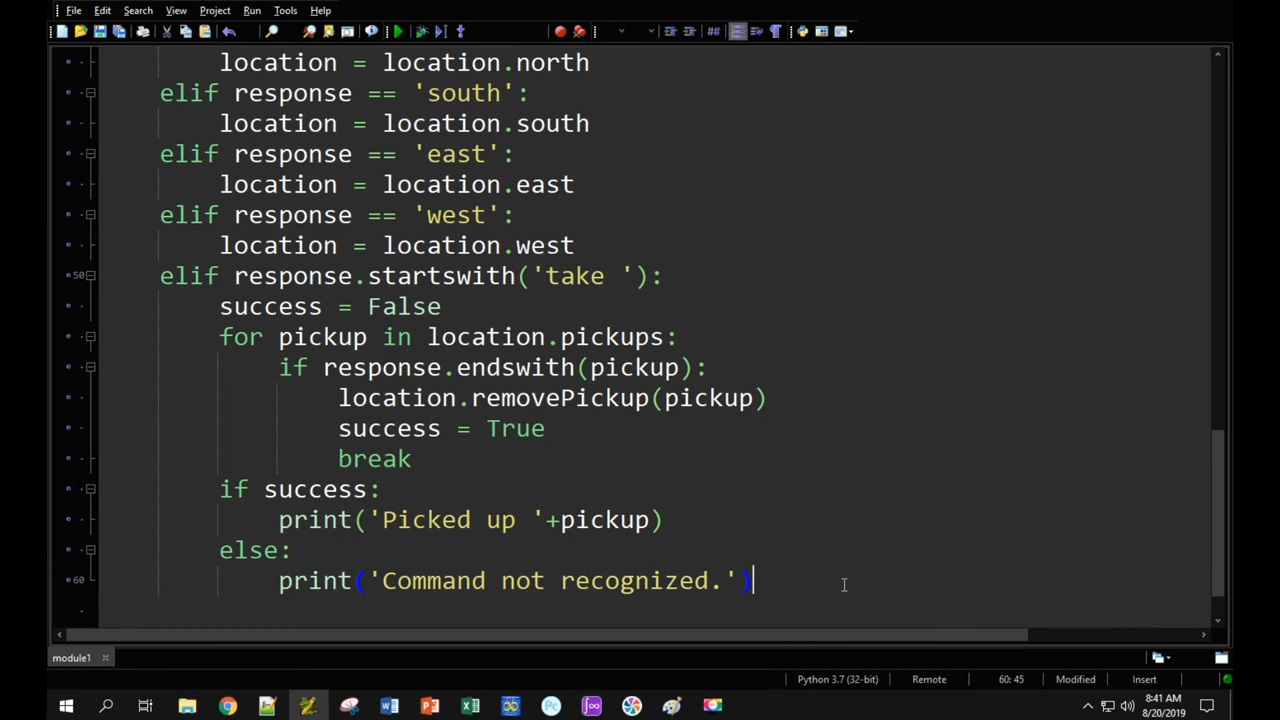 File Edit Search View Project Run Tools Help
location = location.north
elif response == 'south':
location = location.south
elif response == 'east':
location = location.east
elif response == 'west':
location = location.west
50 elif response.startswith('take '):
success = False
for pickup in location.pickups:
if response.endswith(pickup):
location.removePickup(pickup)
success = True
break
if success:
print('Picked up '+pickup)
else:
60 print('Command not recognized.')
module1
Python 3.7 (32-bit) Remote 60: 45 Modified Insert
8:41 AM
8/20/2019